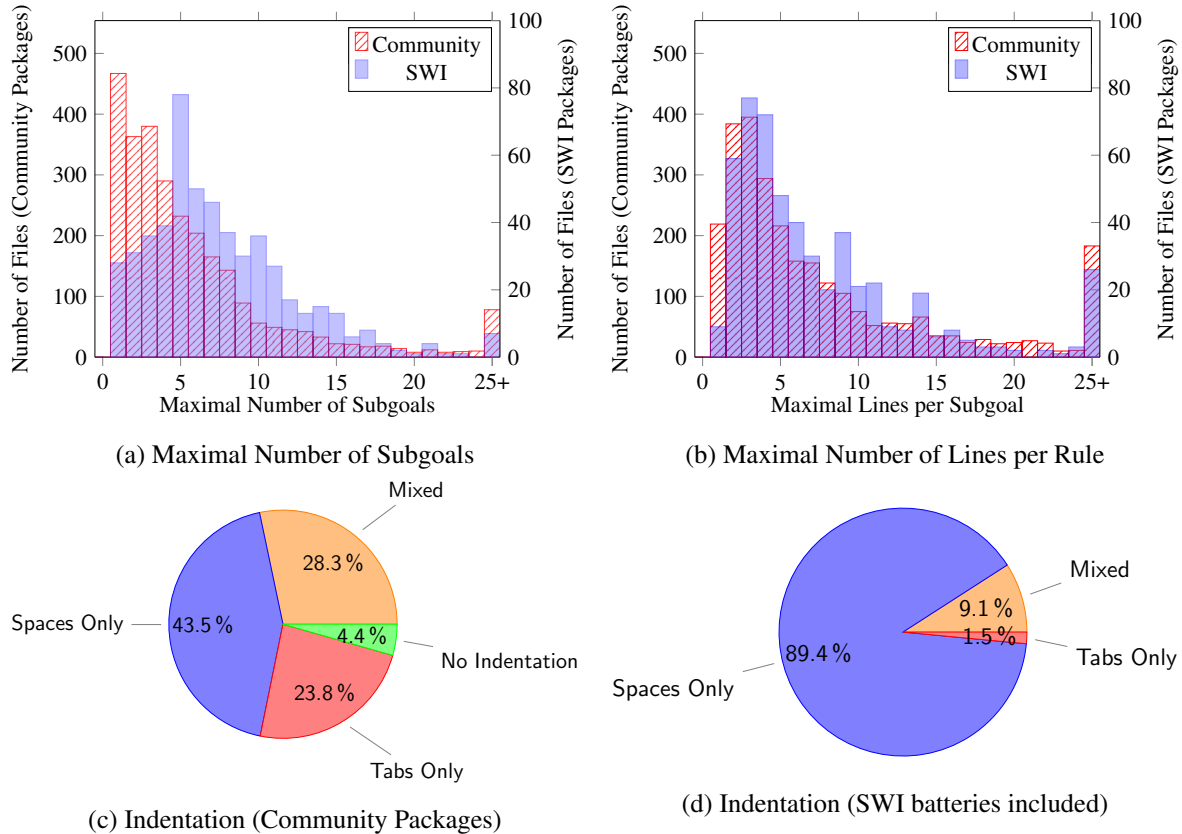 Number of Files (Community Packages)
500
400
300
200
100
0
Community
SWI
100
80
60
40
20
0
Number of Files (SWI Packages)
0
5
10
15
20
25+
Maximal Number of Subgoals
(a) Maximal Number of Subgoals
Number of Files (Community Packages)
500
400
300
200
100
0
Community
SWI
100
80
60
40
20
0
Number of Files (SWI Packages)
0
5
10
15
20
25+
Maximal Lines per Subgoal
(b) Maximal Number of Lines per Rule
Mixed
28.3 %
Spaces Only
43.5 %
4.4 %
No Indentation
23.8 %
Tabs Only
(c) Indentation (Community Packages)
Mixed
9.1 %
1.5 %
Tabs Only
89.4 %
Spaces Only
(d) Indentation (SWI batteries included)